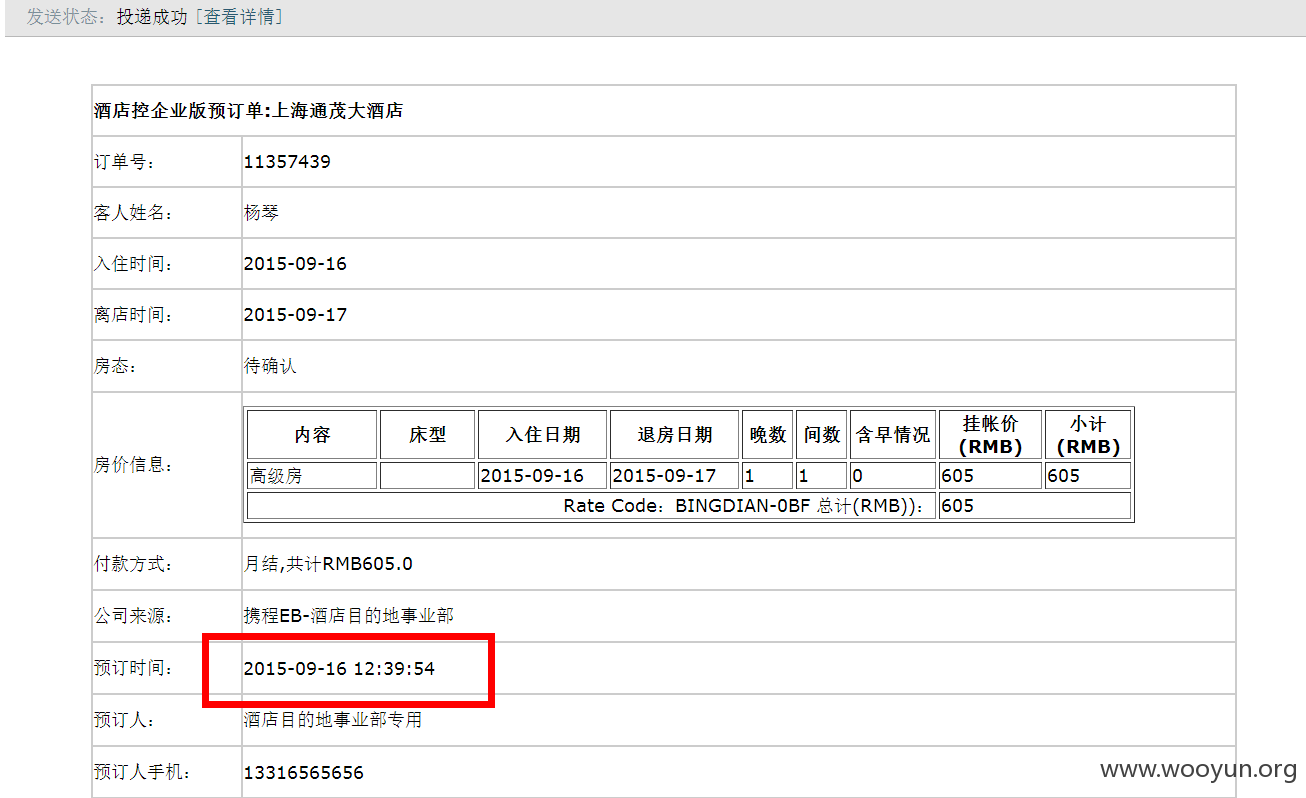 发送状态：投递成功 [查看详情]
酒店控企业版预订单:上海通茂大酒店
订单号： 11357439
客人姓名： 杨琴
入住时间： 2015-09-16
离店时间： 2015-09-17
房态： 待确认
房价信息：
内容 床型 入住日期 退房日期 晚数 间数 含早情况 挂帐价 小计
(RMB) (RMB)
高级房 2015-09-16 2015-09-17 1 1 0 605 605
Rate Code：BINGDIAN-0BF 总计(RMB))： 605
付款方式： 月结,共计RMB605.0
公司来源： 携程EB-酒店目的地事业部
预订时间： 2015-09-16 12:39:54
预订人： 酒店目的地事业部专用
预订人手机： 13316565656
www.wooyun.org